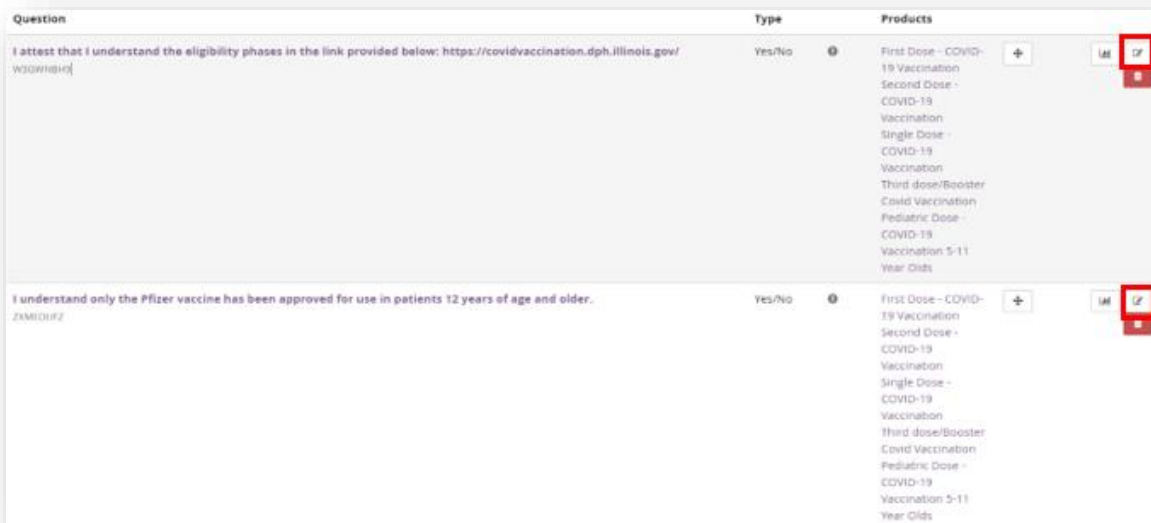 Question Type Products
I attest that I understand the eligibility phases in the link provided below: https://covidvaccination.dph.illinois.gov/ Yes/No First Dose - COVID-
19 Vaccination
Second Dose -
COVID-19
Vaccination
Single Dose -
COVID-19
Vaccination
Third dose/Booster
Covid Vaccination
Pediatric Dose -
COVID-19
Vaccination 5-11
Year Olds
I understand only the Pfizer vaccine has been approved for use in patients 12 years of age and older. Yes/No First Dose - COVID-
19 Vaccination
Second Dose -
COVID-19
Vaccination
Single Dose -
COVID-19
Vaccination
Third dose/Booster
Covid Vaccination
Pediatric Dose -
COVID-19
Vaccination 5-11
Year Olds